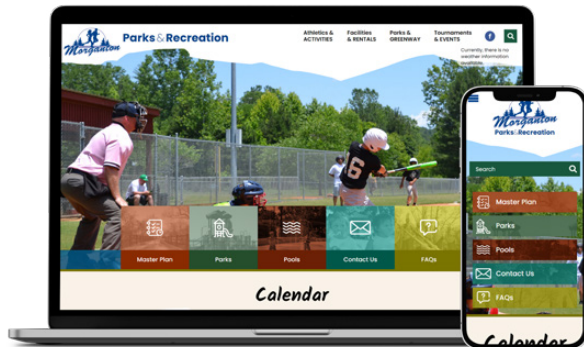 Morganton
Parks & Recreation
Athletics &
ACTIVITIES
Facilities
& RENTALS
Parks &
GREENWAY
Tournaments
& EVENTS
f
Currently, there is no
weather information
available.
6
Master Plan
Parks
Pools
Contact Us
FAQs
Calendar
Morganton
Parks & Recreation
Search
Master Plan
Parks
Pools
Contact Us
FAQs
Calendar